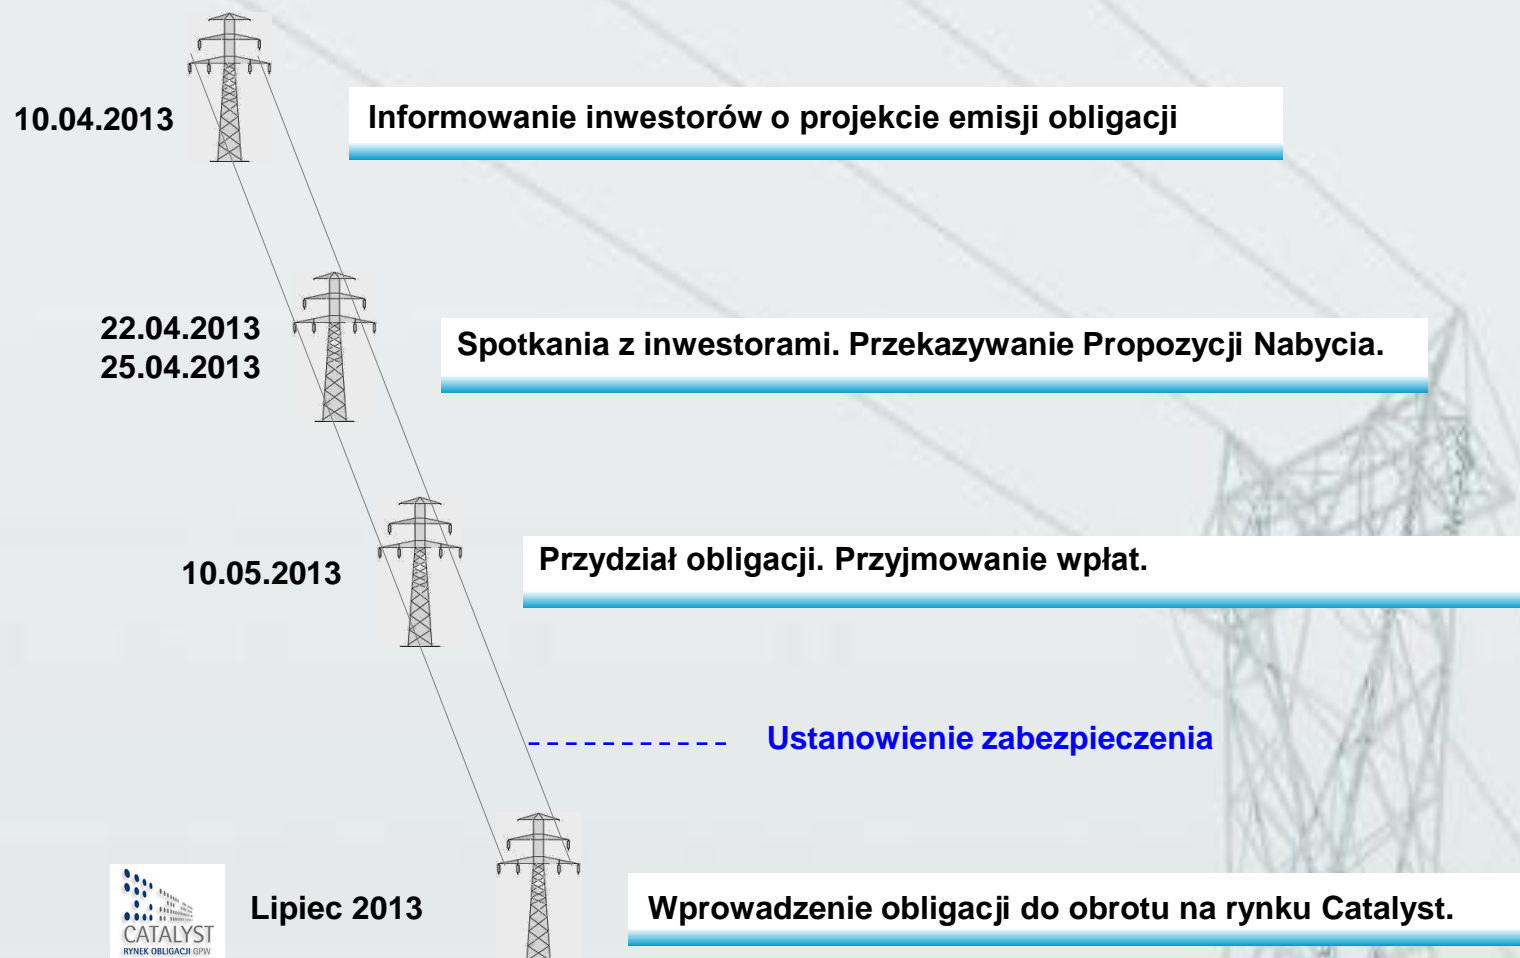 10.04.2013
Informowanie inwestorów o projekcie emisji obligacji
22.04.2013
25.04.2013
Spotkania z inwestorami. Przekazywanie Propozycji Nabycia.
10.05.2013
Przydział obligacji. Przyjmowanie wpłat.
Ustanowienie zabezpieczenia
CATALYST
RYNEK OBLIGACJI GPW
Lipiec 2013
Wprowadzenie obligacji do obrotu na rynku Catalyst.